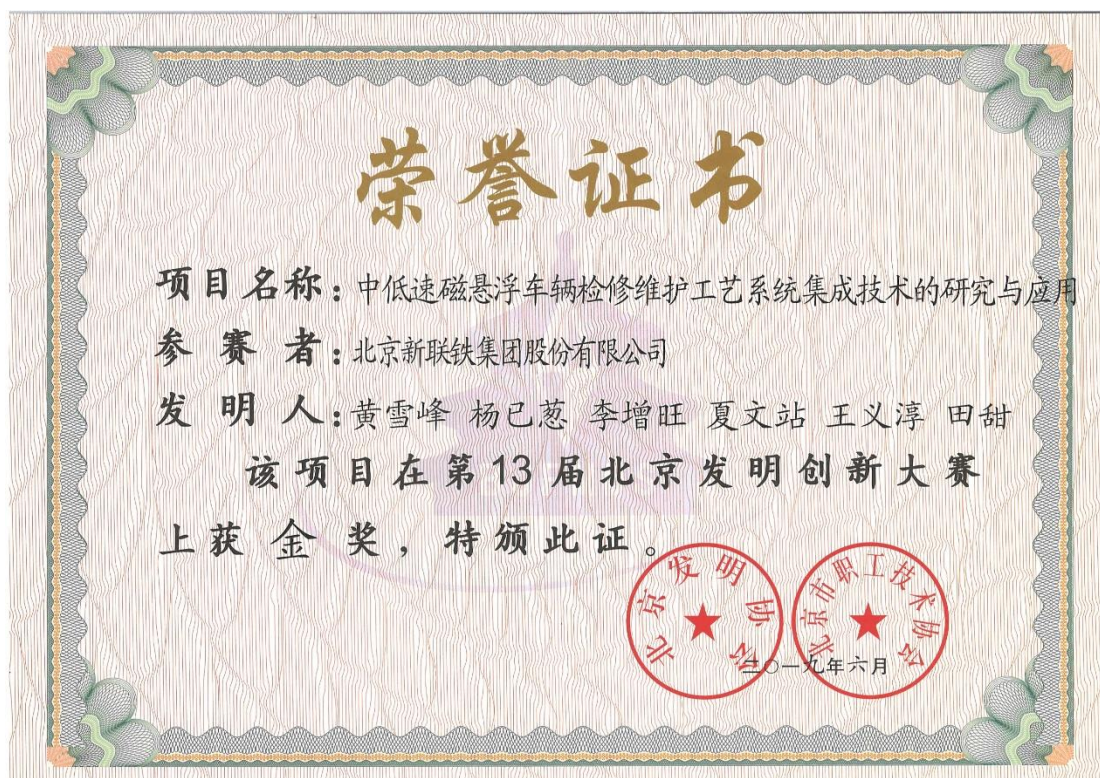 荣誉证书
项目名称：中低速磁悬浮车辆检修维护工艺系统集成技术的研究与应用
参赛者：北京新联铁集团股份有限公司
发明人：黄雪峰 杨已葱 李增旺 夏文站 王义淳 田甜
该项目在第13届北京发明创新大赛
上获 金 奖，特颁此证。
北京发明协会
北京市职工技术协会
二〇一九年六月